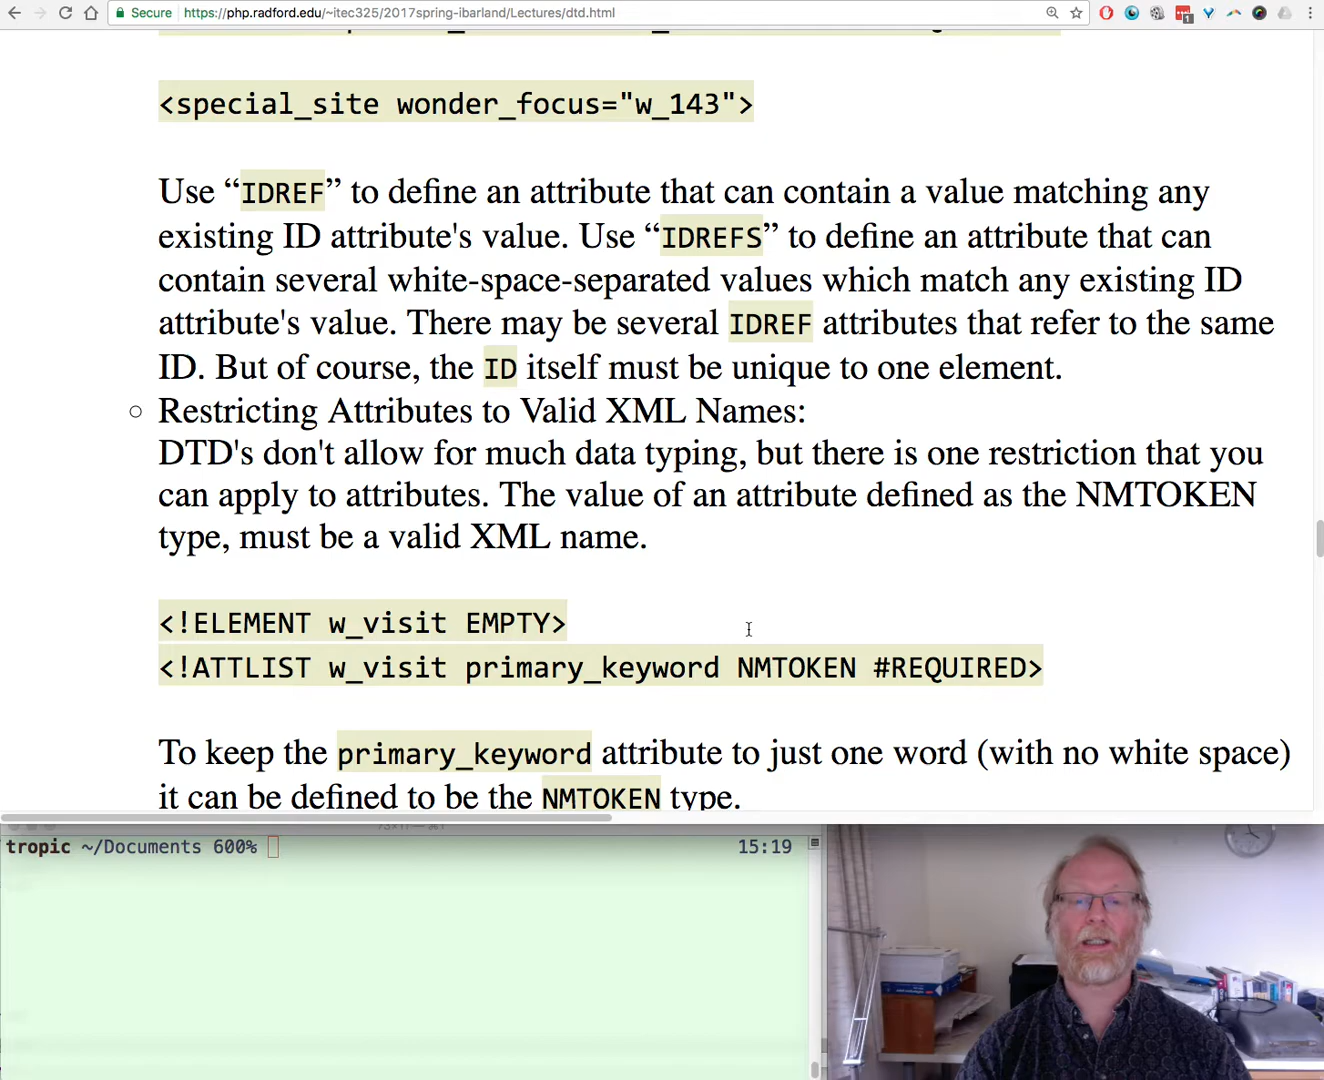 Secure https://php.radford.edu/~itec325/2017spring-ibarland/Lectures/dtd.html
1
<special_site wonder_focus="w_143">
Use “IDREF” to define an attribute that can contain a value matching any
existing ID attribute's value. Use “IDREFS” to define an attribute that can
contain several white-space-separated values which match any existing ID
attribute's value. There may be several IDREF attributes that refer to the same
ID. But of course, the ID itself must be unique to one element.
Restricting Attributes to Valid XML Names:
DTD's don't allow for much data typing, but there is one restriction that you
can apply to attributes. The value of an attribute defined as the NMTOKEN
type, must be a valid XML name.
<!ELEMENT w_visit EMPTY>
<!ATTLIST w_visit primary_keyword NMTOKEN #REQUIRED>
To keep the primary_keyword attribute to just one word (with no white space)
it can be defined to be the NMTOKEN type.
tropic ~/Documents 600% 15:19